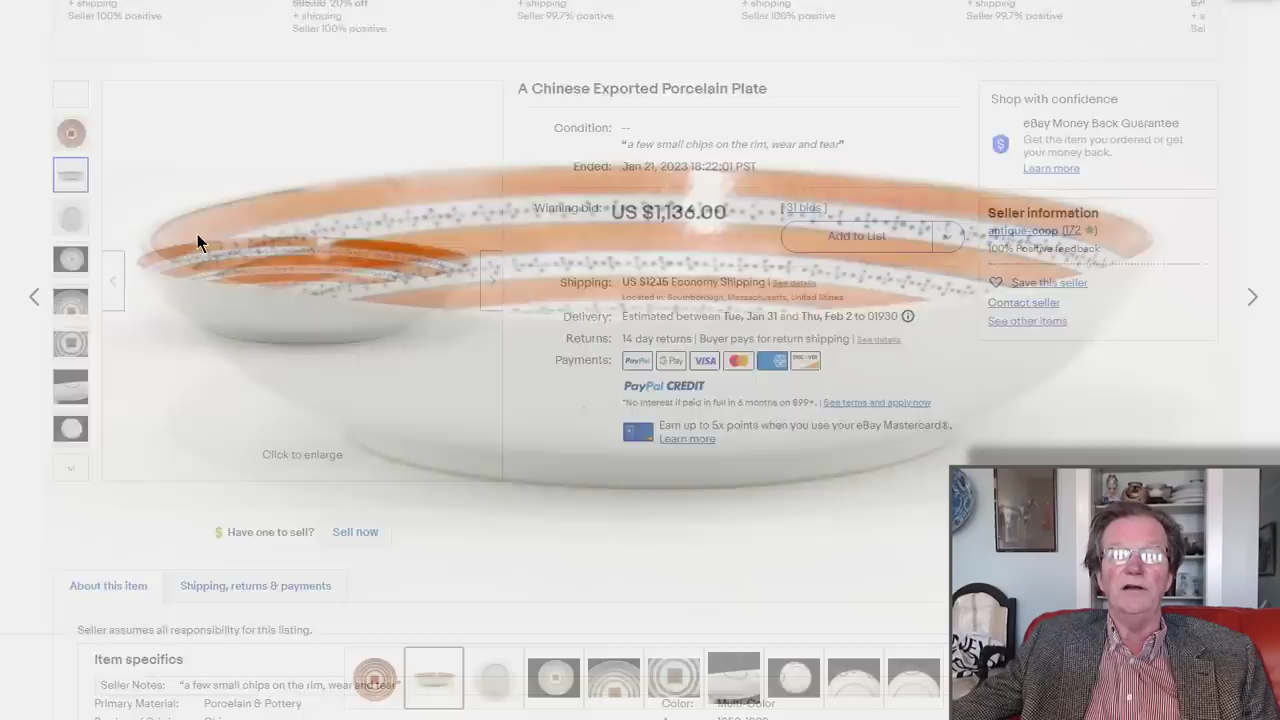 + shipping
Seller 100% positive
$85.00 20% off
+ shipping
Seller 100% positive
+ shipping
Seller 99.7% positive
+ shipping
Seller 100% positive
+ shipping
Seller 99.7% positive
+ s
Sel
A Chinese Exported Porcelain Plate
Condition: --
"a few small chips on the rim, wear and tear"
Ended: Jan 21, 2023 18:22:01 PST
Winning bid: US $1,136.00 [ 31 bids ]
Add to List
Shipping: US $12.15 Economy Shipping | See details
Located in: Southborough, Massachusetts, United States
Delivery: Estimated between Tue, Jan 31 and Thu, Feb 2 to 01930
Returns: 14 day returns | Buyer pays for return shipping | See details
Payments: PayPal G Pay VISA DISCOVER
PayPal CREDIT
*No interest if paid in full in 6 months on $99+. | See terms and apply now
Earn up to 5x points when you use your eBay Mastercard®.
Learn more
Shop with confidence
eBay Money Back Guarantee
Get the item you ordered or get
your money back.
Learn more
Seller information
antique-coop (172 ★)
100% Positive feedback
Save this seller
Contact seller
See other items
Click to enlarge
Have one to sell? Sell now
About this item
Shipping, returns & payments
Seller assumes all responsibility for this listing.
Item specifics
Seller Notes: "a few small chips on the rim, wear and tear"
Primary Material: Porcelain & Pottery
Color: Multi-Color